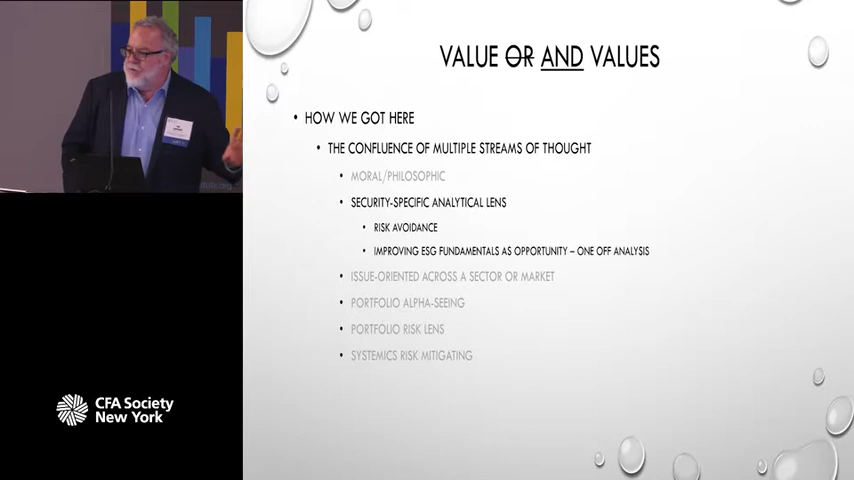 VALUE OR AND VALUES
• HOW WE GOT HERE
• THE CONFLUENCE OF MULTIPLE STREAMS OF THOUGHT
• MORAL/PHILOSOPHIC
• SECURITY-SPECIFIC ANALYTICAL LENS
• RISK AVOIDANCE
• IMPROVING ESG FUNDAMENTALS AS OPPORTUNITY – ONE OFF ANALYSIS
• ISSUE-ORIENTED ACROSS A SECTOR OR MARKET
• PORTFOLIO ALPHA-SEEING
• PORTFOLIO RISK LENS
• SYSTEMICS RISK MITIGATING
CFA Society
New York